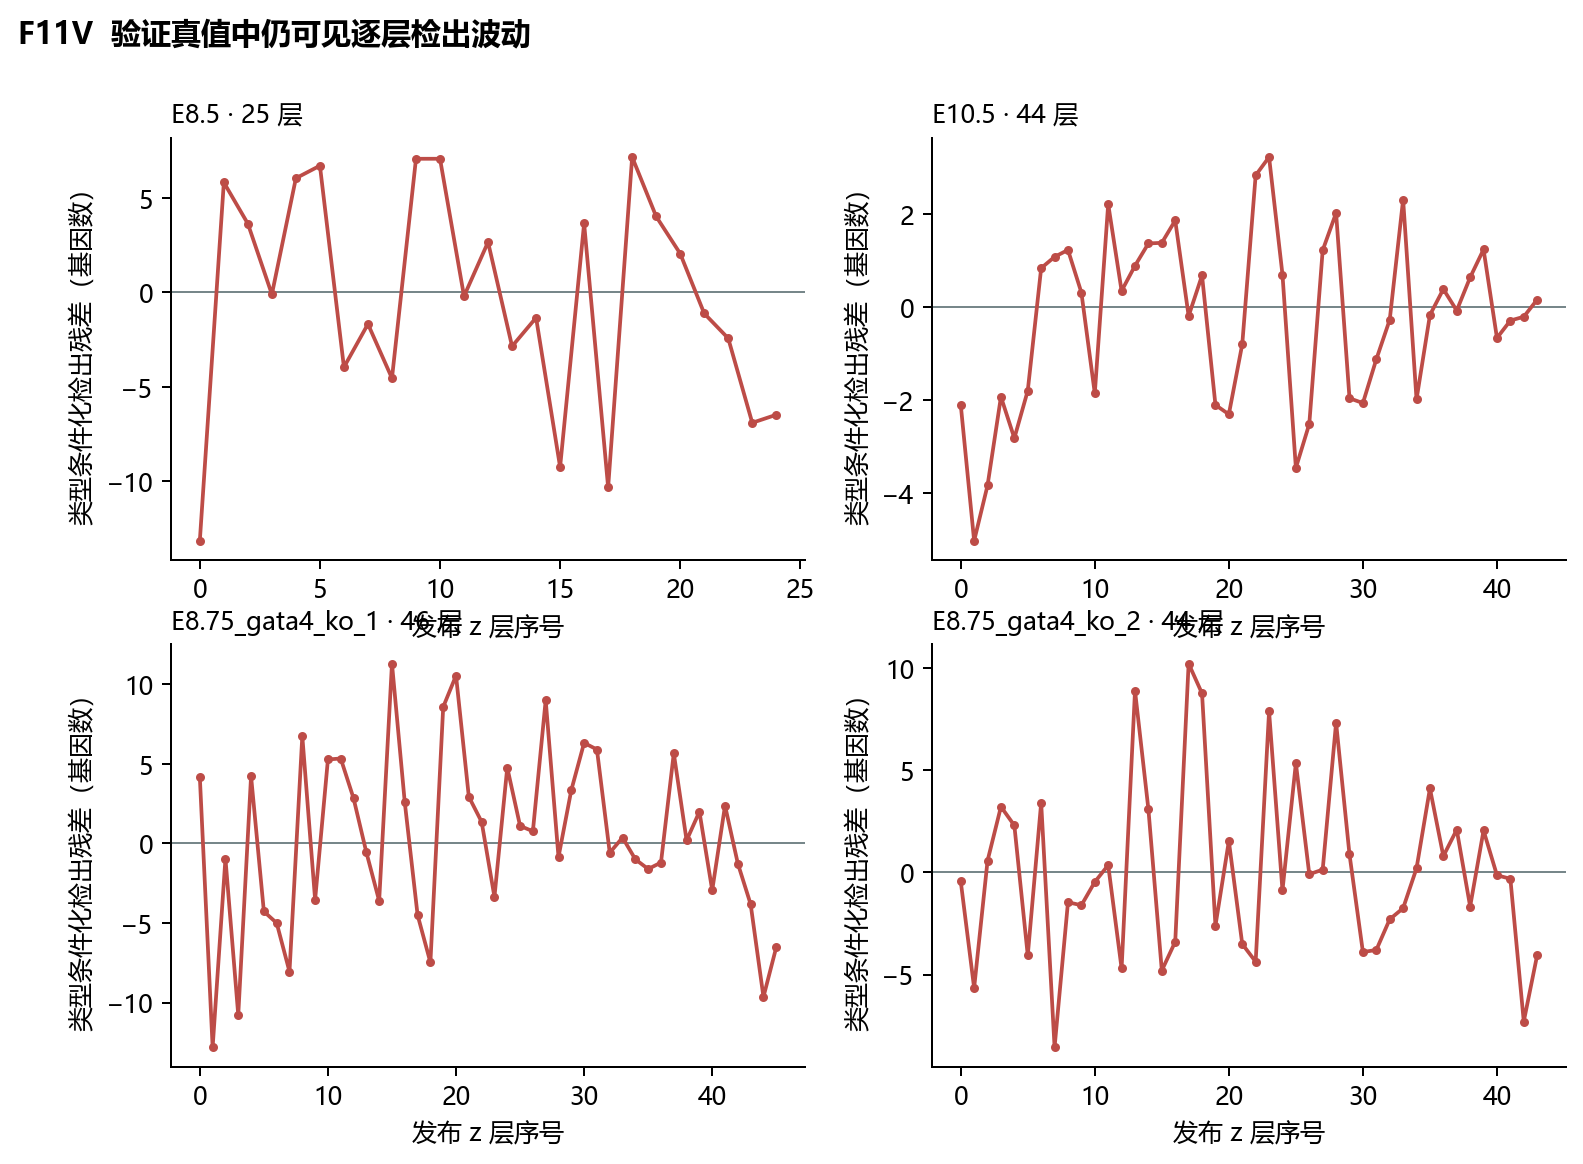 F11V 验证真值中仍可见逐层检出波动
E8.5 · 25 层
类型条件化检出残差（基因数）
5
0
−5
−10
0 5 10 15 20 25
发布 z 层序号
E10.5 · 44 层
类型条件化检出残差（基因数）
2
0
−2
−4
0 10 20 30 40
发布 z 层序号
E8.75_gata4_ko_1 · 46 层
类型条件化检出残差（基因数）
10
5
0
−5
−10
0 10 20 30 40
发布 z 层序号
E8.75_gata4_ko_2 · 44 层
类型条件化检出残差（基因数）
10
5
0
−5
0 10 20 30 40
发布 z 层序号